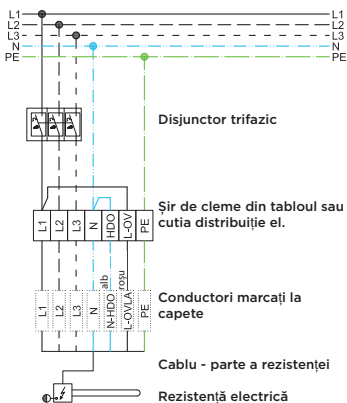 L1 L1
L2 L2
L3 L3
N N
PE PE
Disjunctor trifazic
Șir de cleme din tabloul sau
cutia distribuție el.
L1 L2 L3 N HDO L-OV PE
alb roșu
Conductori marcați la
capete
L1 L2 L3 N N-HDO L-OVLA PE
Cablu - parte a rezistenței
Rezistență electrică